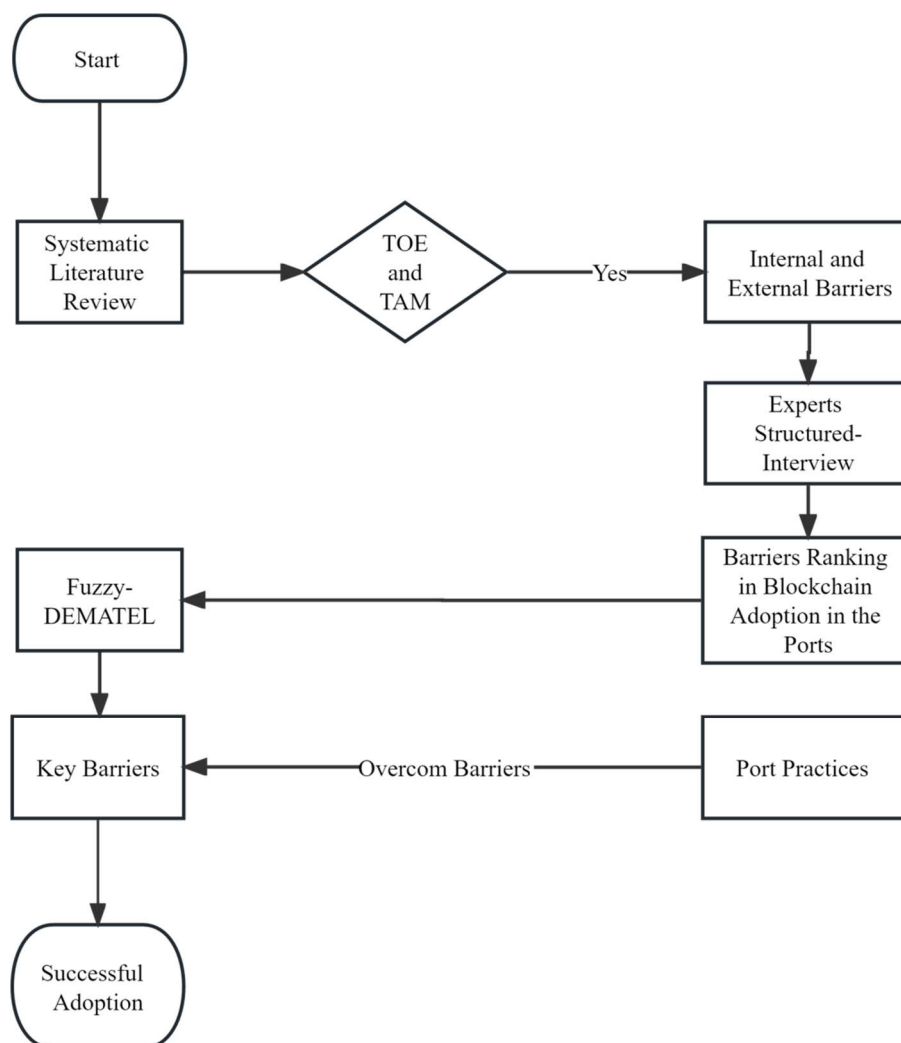 Start
Systematic
Literature
Review
TOE
and
TAM
Yes
Internal and
External Barriers
Experts
Structured-
Interview
Barriers Ranking
in Blockchain
Adoption in the
Ports
Fuzzy-
DEMATEL
Key Barriers
Overcom Barriers
Port Practices
Successful
Adoption